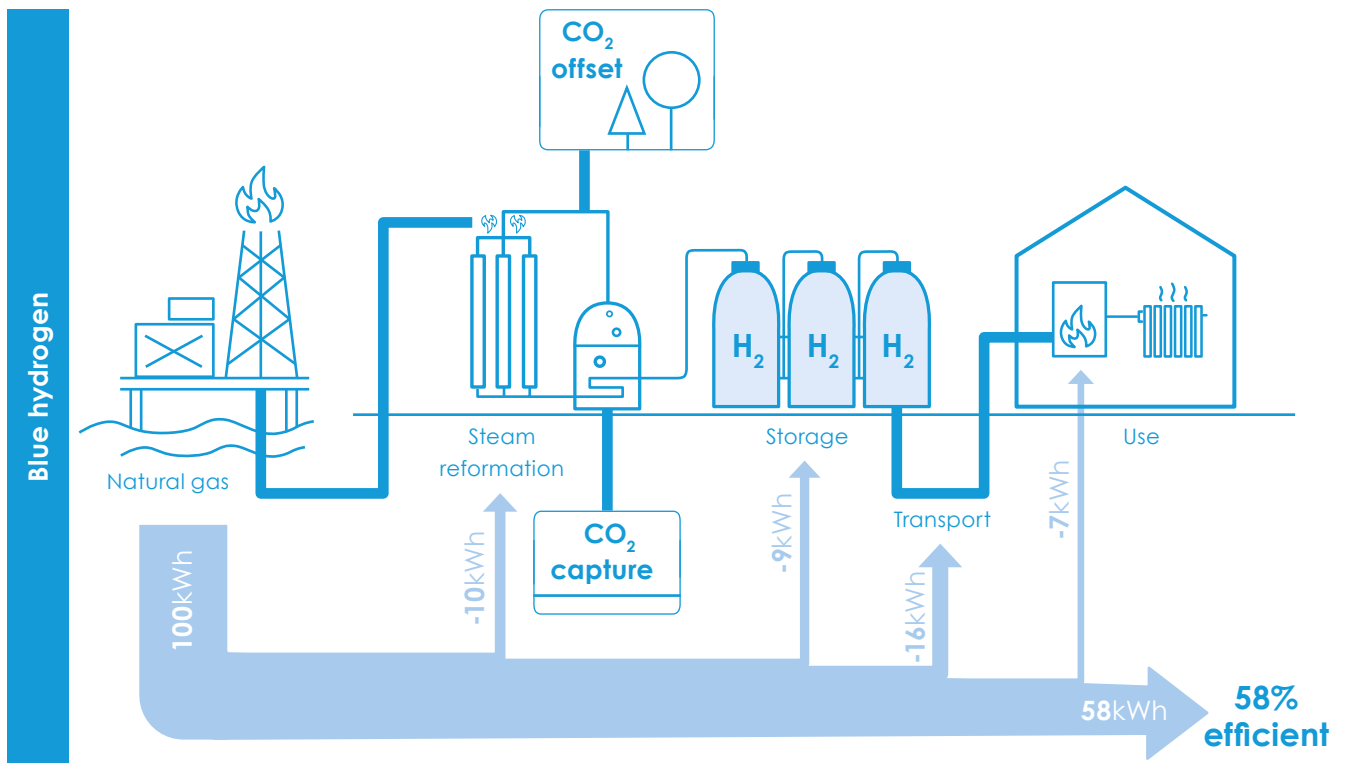 Blue hydrogen
CO2
offset
H2
H2
H2
Natural gas
Steam
reformation
Storage
Use
Transport
CO2
capture
100kWh
-10kWh
-9kWh
-16kWh
-7kWh
58kWh
58%
efficient